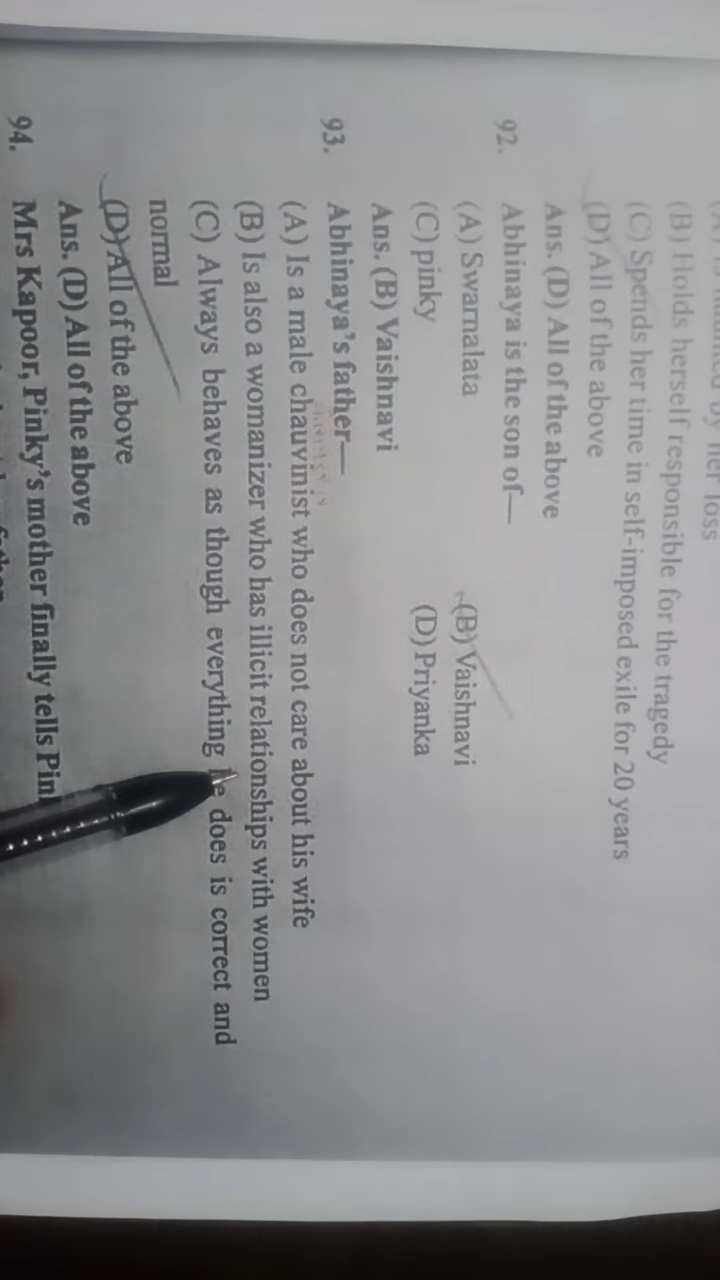 by her loss
(B) Holds herself responsible for the tragedy
(C) Spends her time in self-imposed exile for 20 years
(D) All of the above
Ans. (D) All of the above
92. Abhinaya is the son of—
(A) Swarnalata (B) Vaishnavi
(C) pinky (D) Priyanka
Ans. (B) Vaishnavi
93. Abhinaya's father—
(A) Is a male chauvinist who does not care about his wife
(B) Is also a womanizer who has illicit relationships with women
(C) Always behaves as though everything he does is correct and
normal
(D) All of the above
Ans. (D) All of the above
94. Mrs Kapoor, Pinky's mother finally tells